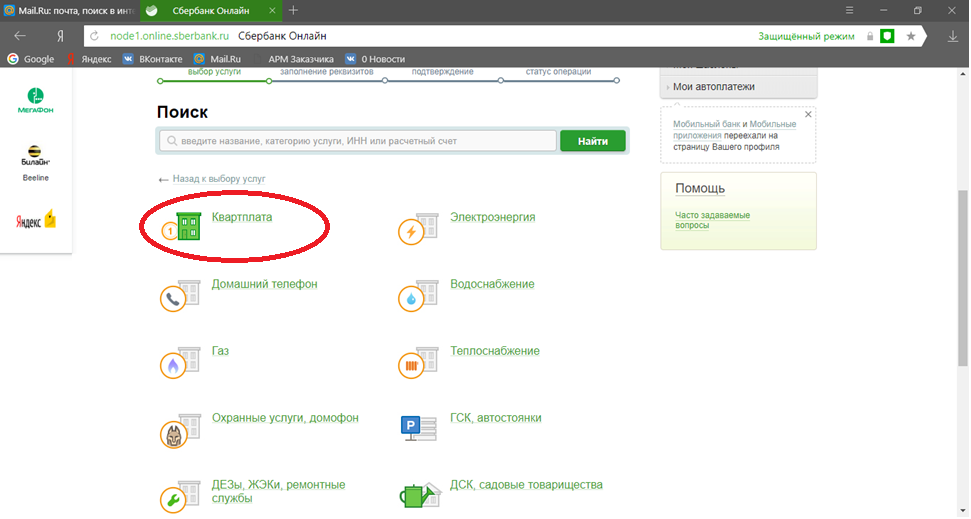 Mail.Ru: почта, поиск в инте
Сбербанк Онлайн
Я
node1.online.sberbank.ru Сбербанк Онлайн
Защищённый режим
Google
Яндекс
ВКонтакте
Mail.Ru
АРМ Заказчика
0 Новости
выбор услуги
заполнение реквизитов
подтверждение
статус операции
МЕГАФОН
Билайн
Beeline
Яндекс
Поиск
введите название, категорию услуги, ИНН или расчетный счет
Найти
Назад к выбору услуг
1
Квартплата
Электроэнергия
Домашний телефон
Водоснабжение
Газ
Теплоснабжение
Охранные услуги, домофон
P
ГСК, автостоянки
ДЕЗы, ЖЭКи, ремонтные
службы
ДСК, садовые товарищества
Мои автоплатежи
Мобильный банк и Мобильные
приложения переехали на
страницу Вашего профиля
Помощь
Часто задаваемые
вопросы